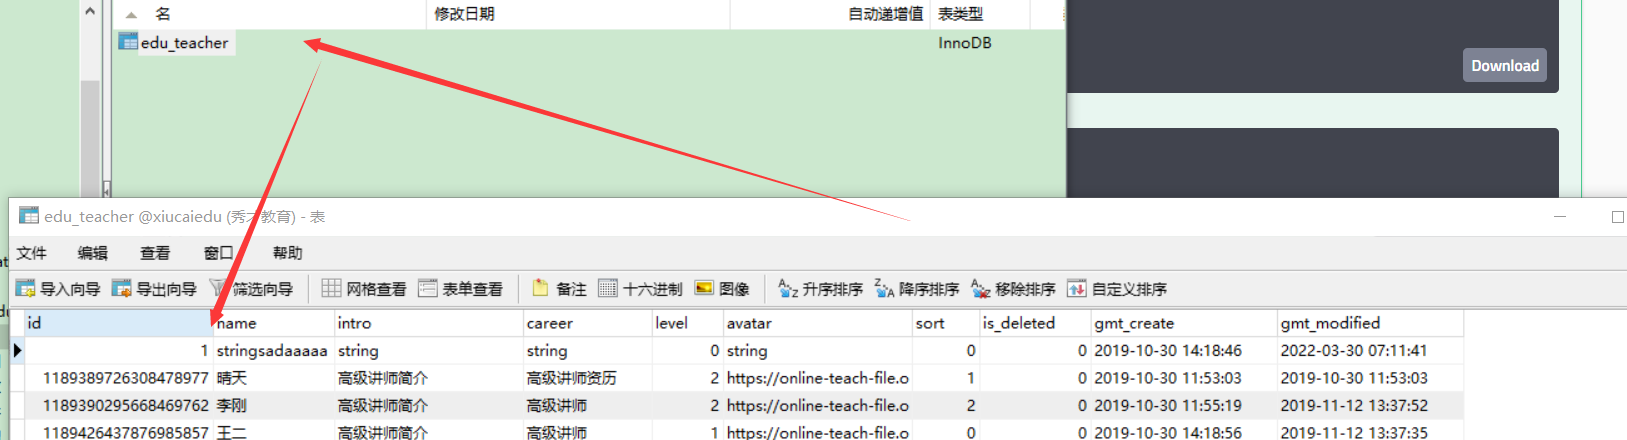 名 修改日期 自动递增值 表类型
edu_teacher InnoDB
Download
edu_teacher @xiucaiedu (秀才教育) - 表
文件 编辑 查看 窗口 帮助
导入向导 导出向导 筛选向导 网格查看 表单查看 备注 十六进制 图像 升序排序 降序排序 移除排序 自定义排序
id name intro career level avatar sort is_deleted gmt_create gmt_modified
1 stringsadaaaaa string string 0 string 0 0 2019-10-30 14:18:46 2022-03-30 07:11:41
1189389726308478977 晴天 高级讲师简介 高级讲师资历 2 https://online-teach-file.o 1 0 2019-10-30 11:53:03 2019-10-30 11:53:03
1189390295668469762 李刚 高级讲师简介 高级讲师 2 https://online-teach-file.o 2 0 2019-10-30 11:55:19 2019-11-12 13:37:52
1189426437876985857 王二 高级讲师简介 高级讲师 1 https://online-teach-file.o 0 0 2019-10-30 14:18:56 2019-11-12 13:37:35